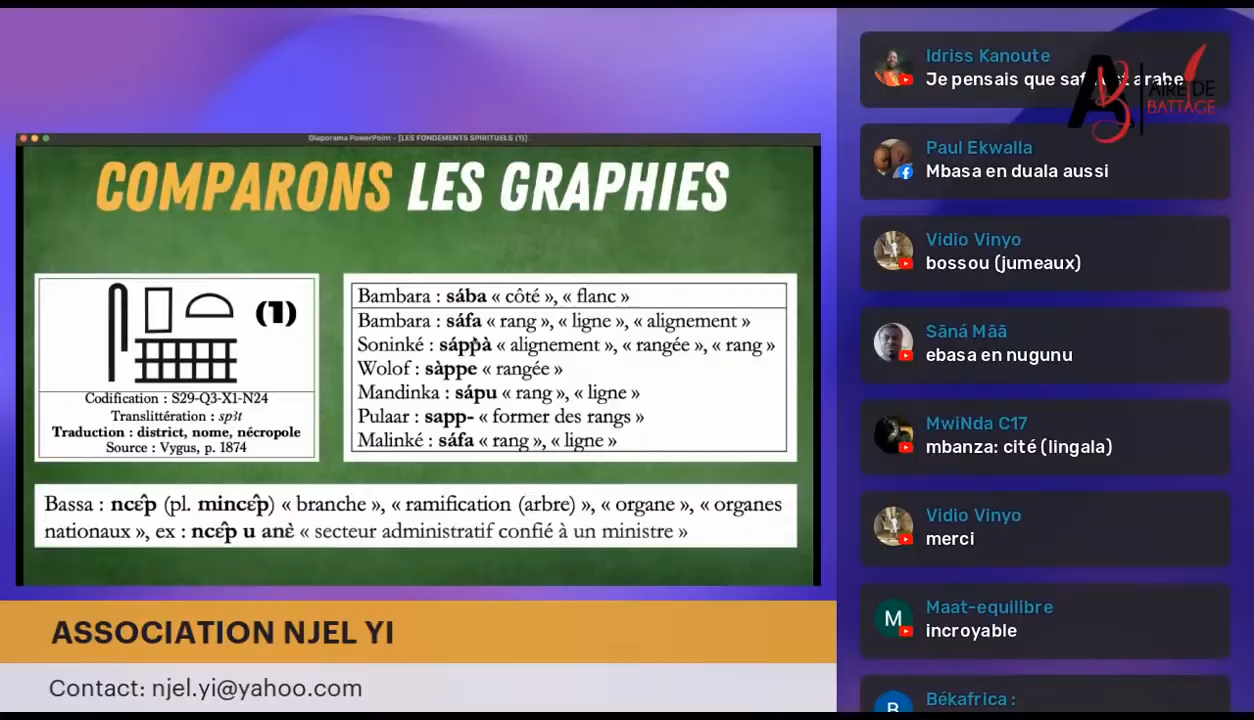 Diaporama PowerPoint - [LES FONDEMENTS SPIRITUELS (1)]
COMPARONS LES GRAPHIES
(1)
Codification : S29-Q3-X1-N24
Translittération : spꜣt
Traduction : district, nome, nécropole
Source : Vygus, p. 1874
Bambara : sába « côté », « flanc »
Bambara : sáfa « rang », « ligne », « alignement »
Soninké : sáppà « alignement », « rangée », « rang »
Wolof : sàppe « rangée »
Mandinka : sápu « rang », « ligne »
Pulaar : sapp- « former des rangs »
Malinké : sáfa « rang », « ligne »
Bassa : ncɛ̂p (pl. mincɛ̂p) « branche », « ramification (arbre) », « organe », « organes
nationaux », ex : ncɛ̂p u anè « secteur administratif confié à un ministre »
ASSOCIATION NJEL YI
Contact: njel.yi@yahoo.com
Idriss Kanoute
Je pensais que arabe
AIRE DE
BATTAGE
Paul Ekwalla
Mbasa en duala aussi
Vidio Vinyo
bossou (jumeaux)
Sāná Māā
ebasa en nugunu
MwiNda C17
mbanza: cité (lingala)
Vidio Vinyo
merci
M
Maat-equilibre
incroyable
B
Békafrica :